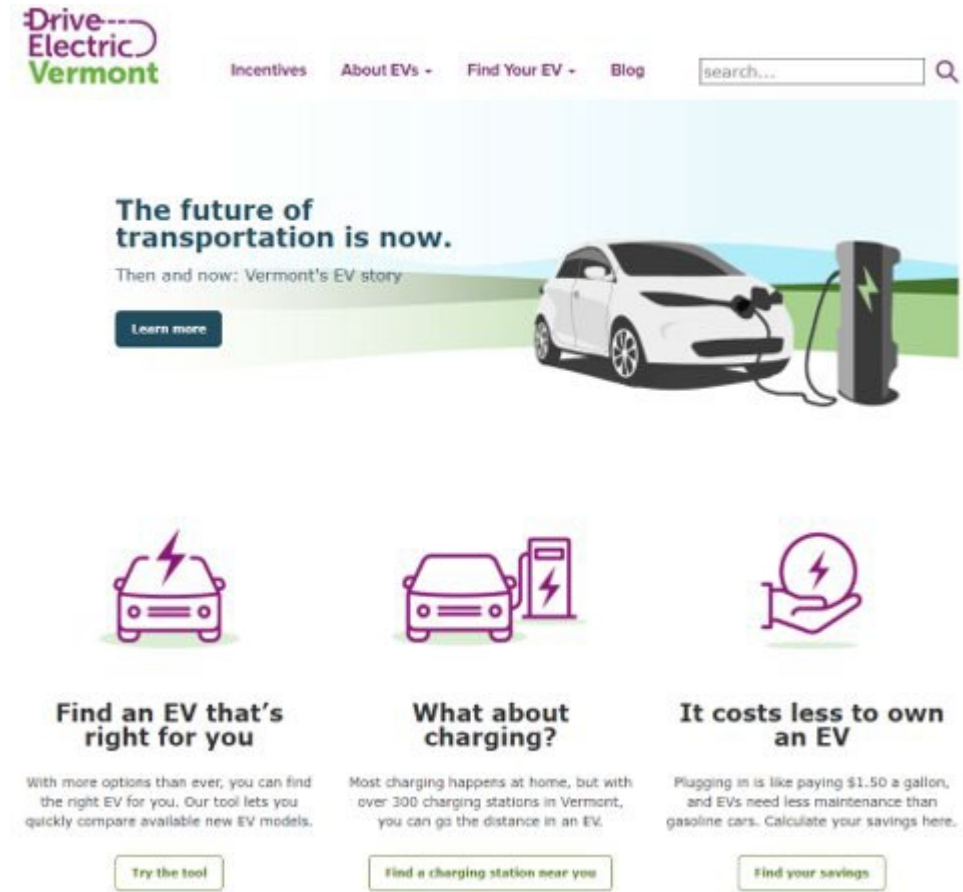 Drive
Electric
Vermont
Incentives About EVs Find Your EV Blog search...
The future of
transportation is now.
Then and now: Vermont's EV story
Learn more
Find an EV that's
right for you
With more options than ever, you can find
the right EV for you. Our tool lets you
quickly compare available new EV models.
Try the tool
What about
charging?
Most charging happens at home, but with
over 300 charging stations in Vermont,
you can go the distance in an EV.
Find a charging station near you
It costs less to own
an EV
Plugging in is like paying $1.50 a gallon,
and EVs need less maintenance than
gasoline cars. Calculate your savings here.
Find your savings